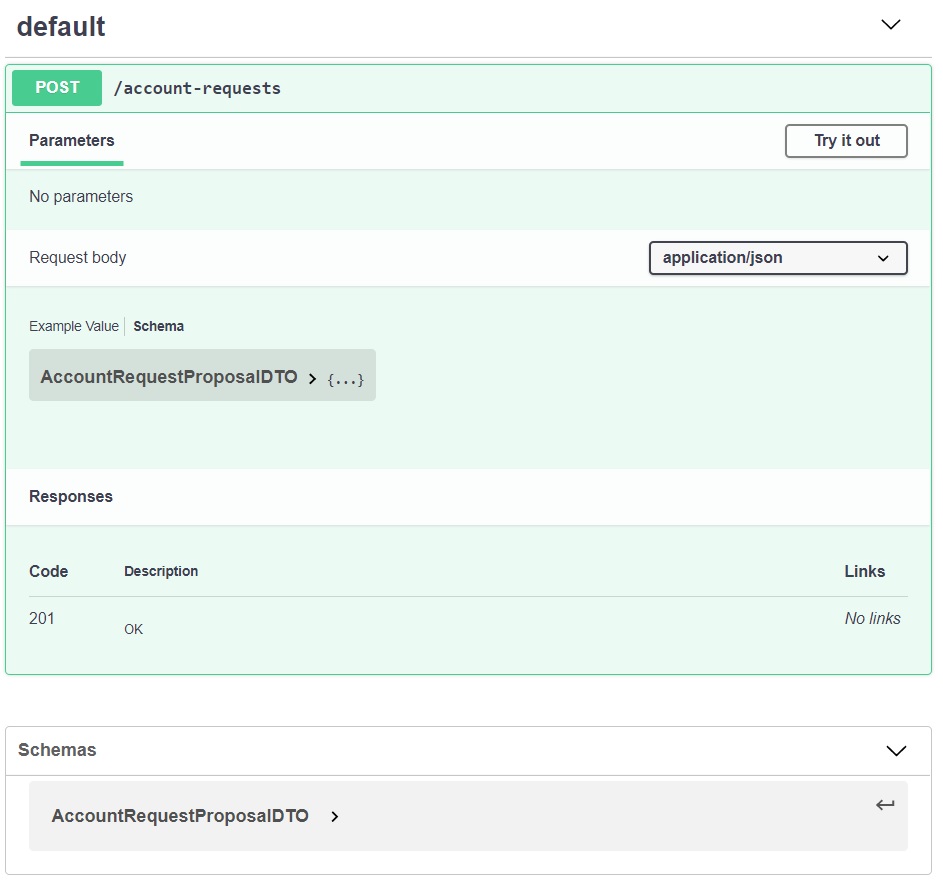 default
POST /account-requests
Parameters
Try it out
No parameters
Request body
application/json
Example Value Schema
AccountRequestProposalDTO {...}
Responses
Code Description Links
201 OK No links
Schemas
AccountRequestProposalDTO